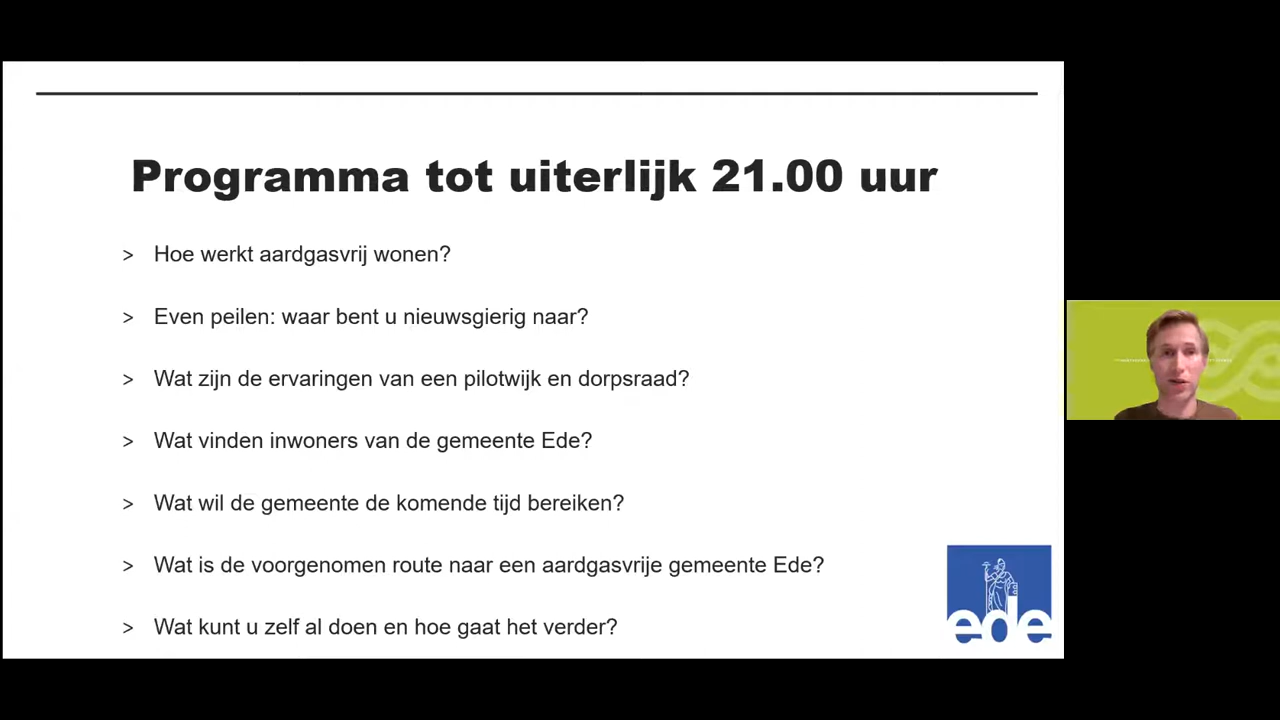 Programma tot uiterlijk 21.00 uur
> Hoe werkt aardgasvrij wonen?
> Even peilen: waar bent u nieuwsgierig naar?
> Wat zijn de ervaringen van een pilotwijk en dorpsraad?
> Wat vinden inwoners van de gemeente Ede?
> Wat wil de gemeente de komende tijd bereiken?
> Wat is de voorgenomen route naar een aardgasvrije gemeente Ede?
> Wat kunt u zelf al doen en hoe gaat het verder?
ede